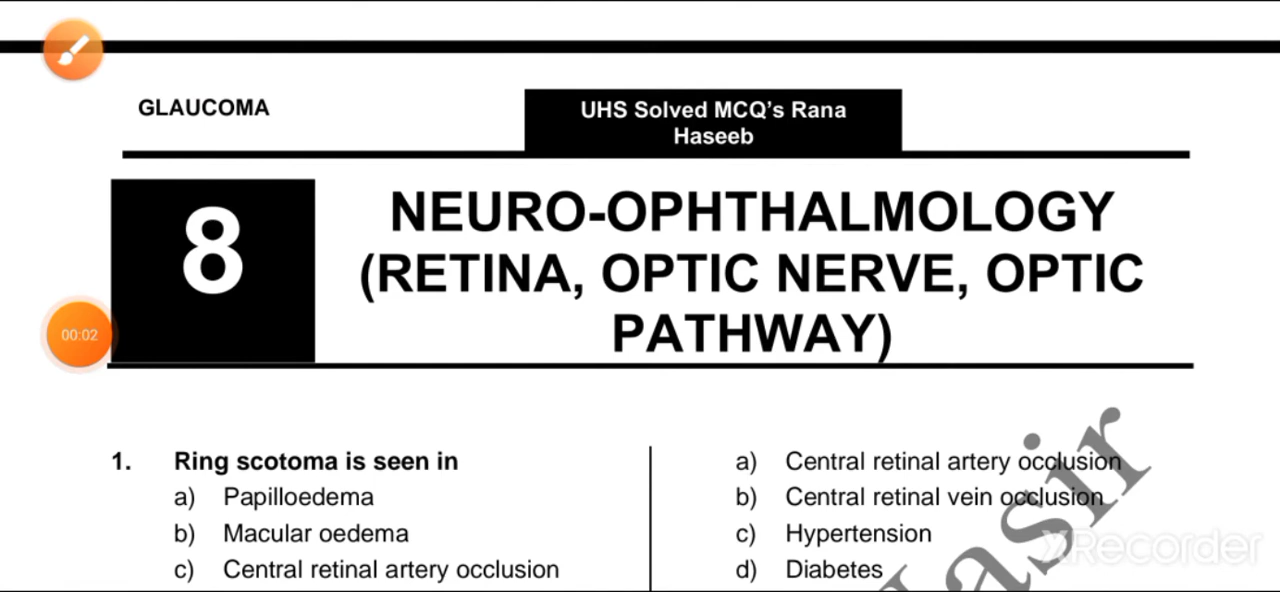 GLAUCOMA
UHS Solved MCQ's Rana
Haseeb
8
NEURO-OPHTHALMOLOGY
(RETINA, OPTIC NERVE, OPTIC
PATHWAY)
00:02
1. Ring scotoma is seen in
a) Papilloedema
b) Macular oedema
c) Central retinal artery occlusion
a) Central retinal artery occlusion
b) Central retinal vein occlusion
c) Hypertension
d) Diabetes
XRecorder